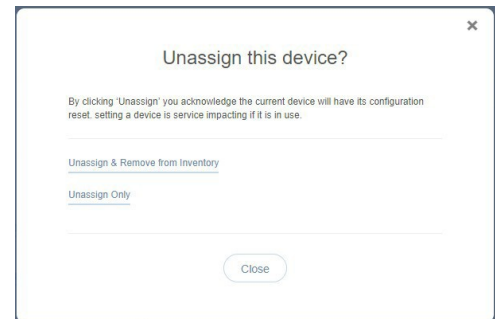 Unassign this device?
By clicking 'Unassign' you acknowledge the current device will have its configuration
reset. setting a device is service impacting if it is in use.
Unassign & Remove from Inventory
Unassign Only
Close